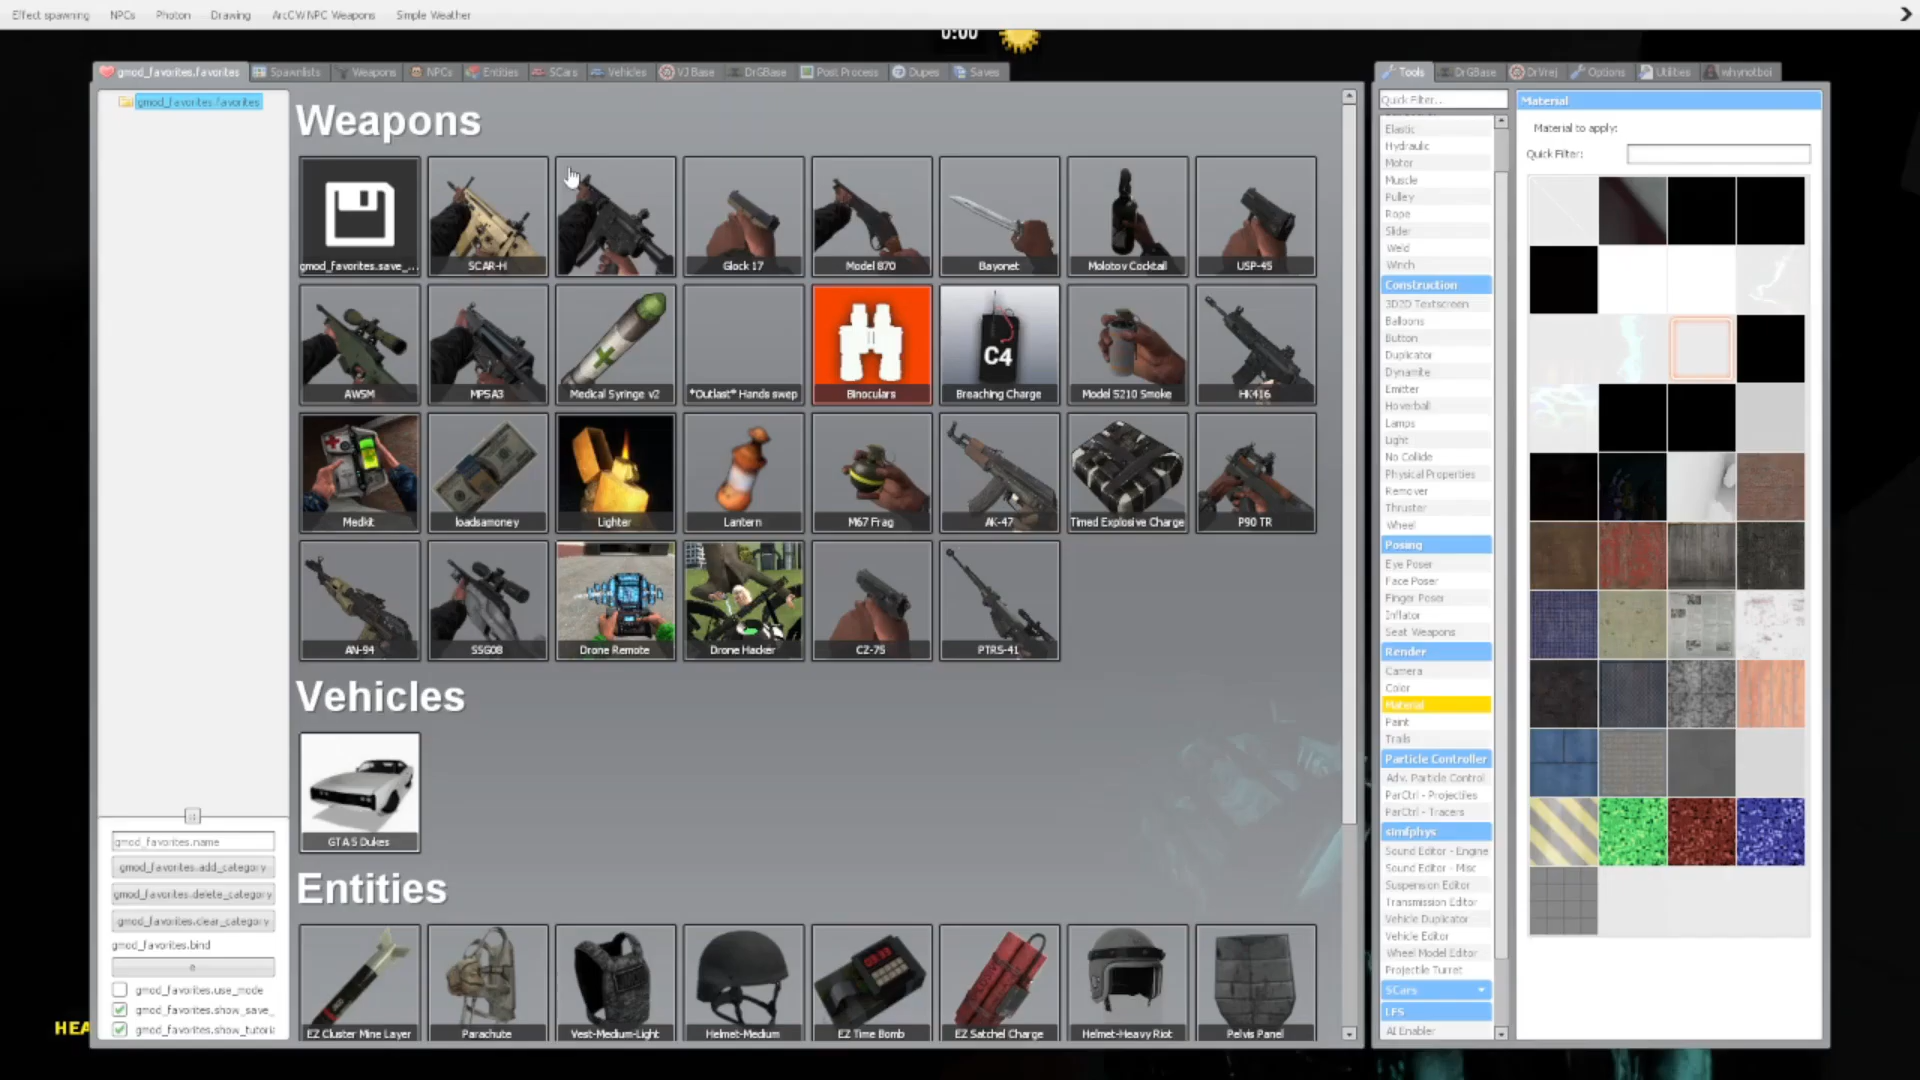 Effect spawning NPCs Photon Drawing ArcCW NPC Weapons Simple Weather
0:00
gmod_favorites.favorites Spawnlists Weapons NPCs Entities SCars Vehicles VJ Base DrGBase Post Process Dupes Saves
gmod_favorites.favorites
Weapons
gmod_favorites.save_... SCAR-H Glock 17 Model 870 Bayonet Molotov Cocktail USP-45
AWSM MP5A3 Medical Syringe v2 *Outlast* Hands swep Binoculars Breaching Charge Model 5210 Smoke HK416
C4
Medkit loadsamoney Lighter Lantern M67 Frag AK-47 Timed Explosive Charge P90 TR
AN-94 SSG08 Drone Remote Drone Hacker CZ-75 PTRS-41
Vehicles
GTA 5 Dukes
Entities
EZ Cluster Mine Layer Parachute Vest-Medium-Light Helmet-Medium EZ Time Bomb EZ Satchel Charge Helmet-Heavy Riot Pelvis Panel
gmod_favorites.name
gmod_favorites.add_category
gmod_favorites.delete_category
gmod_favorites.clear_category
gmod_favorites.bind
gmod_favorites.use_mode
gmod_favorites.show_save_
gmod_favorites.show_tutoria
HEA
Tools DrGBase DrVrej Options Utilities whynotboi
Quick Filter...
Elastic
Hydraulic
Motor
Muscle
Pulley
Rope
Slider
Weld
Winch
Construction
3D2D Textscreen
Balloons
Button
Duplicator
Dynamite
Emitter
Hoverball
Lamps
Light
No Collide
Physical Properties
Remover
Thruster
Wheel
Posing
Eye Poser
Face Poser
Finger Poser
Inflator
Seat Weapons
Render
Camera
Color
Material
Paint
Trails
Particle Controller
Adv. Particle Control
ParCtrl - Projectiles
ParCtrl - Tracers
simfphys
Sound Editor - Engine
Sound Editor - Misc
Suspension Editor
Transmission Editor
Vehicle Duplicator
Vehicle Editor
Wheel Model Editor
Projectile Turret
SCars
LFS
AI Enabler
Material
Material to apply:
Quick Filter: